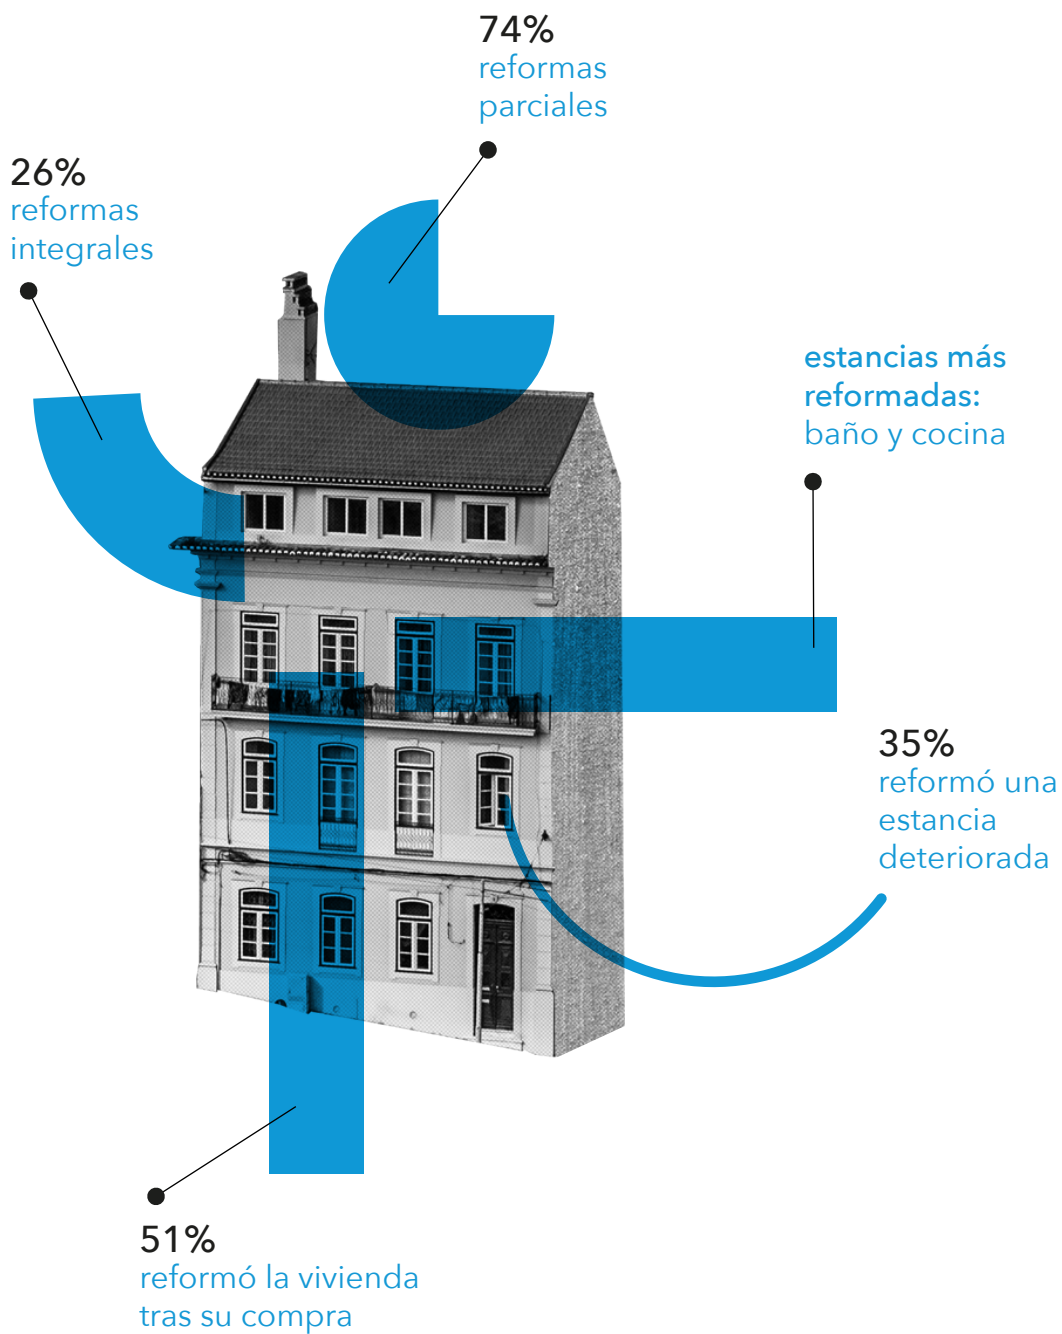 74%
reformas
parciales
26%
reformas
integrales
estancias más
reformadas:
baño y cocina
35%
reformó una
estancia
deteriorada
51%
reformó la vivienda
tras su compra